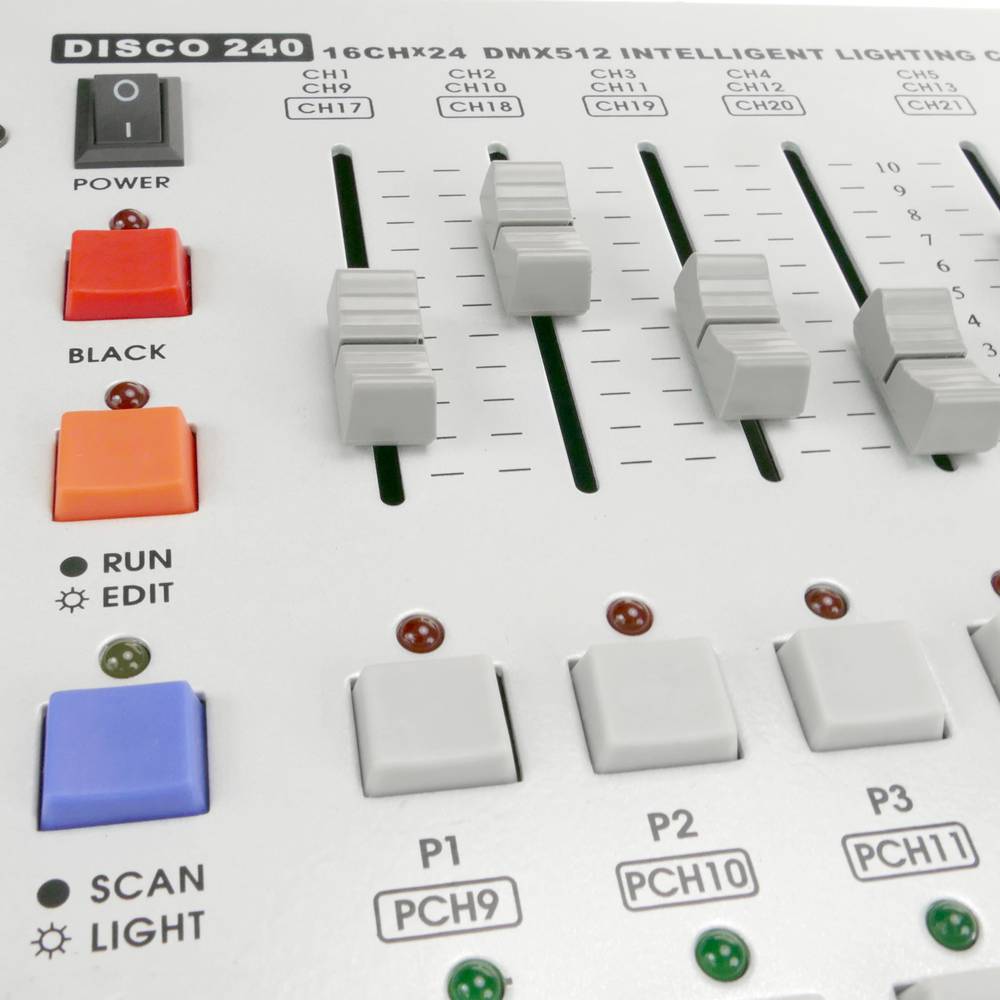 DISCO 240 16CHX24 DMX512 INTELLIGENT LIGHTING
CH1 CH2 CH3 CH4 CH5
CH9 CH10 CH11 CH12 CH13
CH17 CH18 CH19 CH20 CH21
O
I
POWER
10
9
8
7
6
5
4
3
BLACK
RUN
EDIT
P1 P2 P3
PCH9 PCH10 PCH11
SCAN
LIGHT